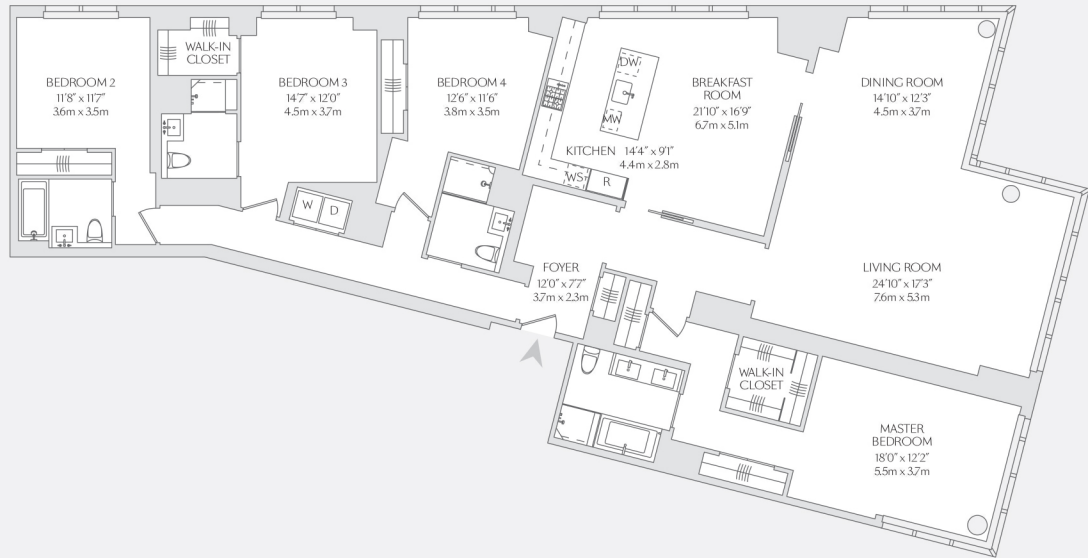 BEDROOM 2
11'8" x 11'7"
3.6m x 3.5m
WALK-IN
CLOSET
BEDROOM 3
14'7" x 12'0"
4.5m x 3.7m
BEDROOM 4
12'6" x 11'6"
3.8m x 3.5m
DW
MW
KITCHEN 14'4" x 9'1"
4.4m x 2.8m
WS
R
BREAKFAST
ROOM
21'10" x 16'9"
6.7m x 5.1m
DINING ROOM
14'10" x 12'3"
4.5m x 3.7m
W D
FOYER
12'0" x 7'7"
3.7m x 2.3m
LIVING ROOM
24'10" x 17'3"
7.6m x 5.3m
WALK-IN
CLOSET
MASTER
BEDROOM
18'0" x 12'2"
5.5m x 3.7m